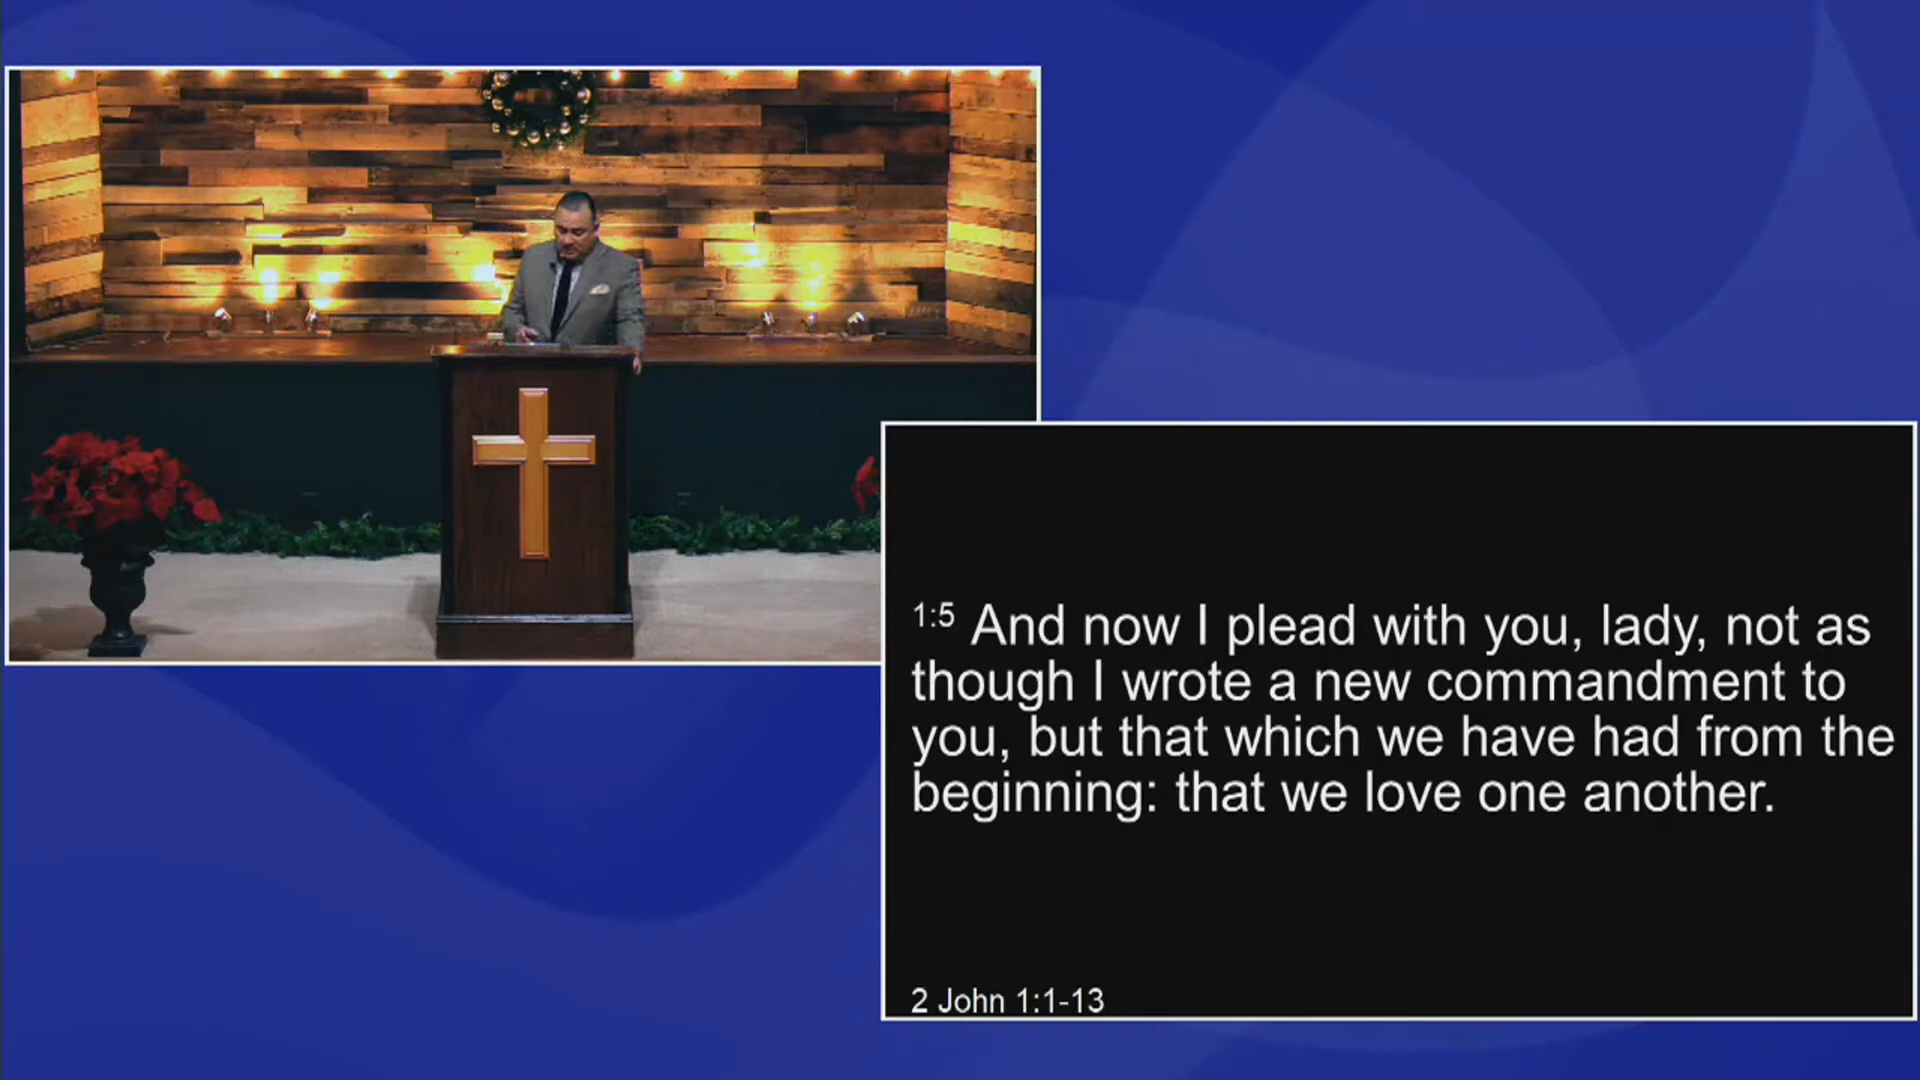 1:5 And now I plead with you, lady, not as
though I wrote a new commandment to
you, but that which we have had from the
beginning: that we love one another.
2 John 1:1-13